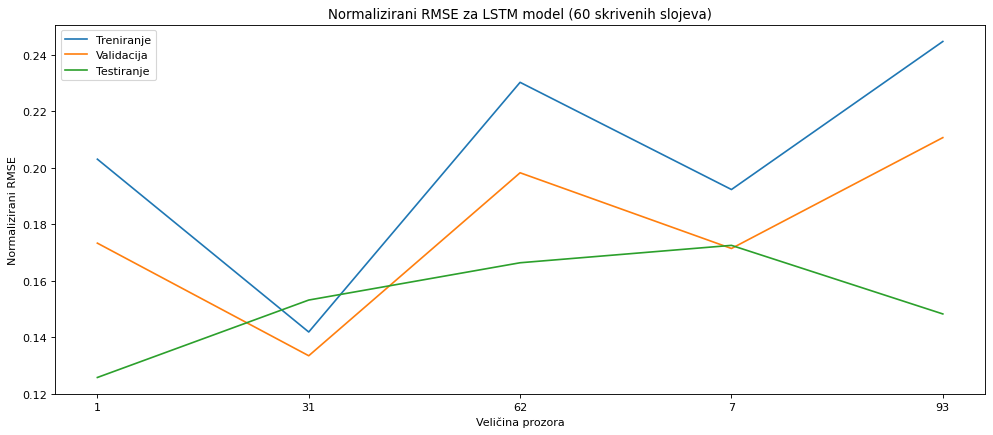 Normalizirani RMSE za LSTM model (60 skrivenih slojeva)
Treniranje
Validacija
Testiranje
Normalizirani RMSE
0.24
0.22
0.20
0.18
0.16
0.14
0.12
1 31 62 7 93
Veličina prozora